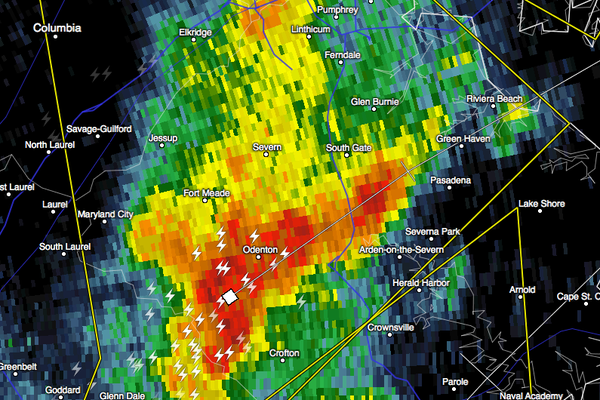 Pumphrey
Columbia
Elkridge
Linthicum
Ferndale
Glen Burnie
Riviera Beach
Savage-Guilford
Jessup
North Laurel
Severn
South Gate
Green Haven
st Laurel
Fort Meade
Pasadena
Laurel
Maryland City
Lake Shore
Severna Park
South Laurel
Odenton
Arden-on-the-Severn
Herald Harbor
Arnold
Cape St. C
Crownsville
Crofton
Greenbelt
Parole
Goddard
Glenn Dale
Naval Academy